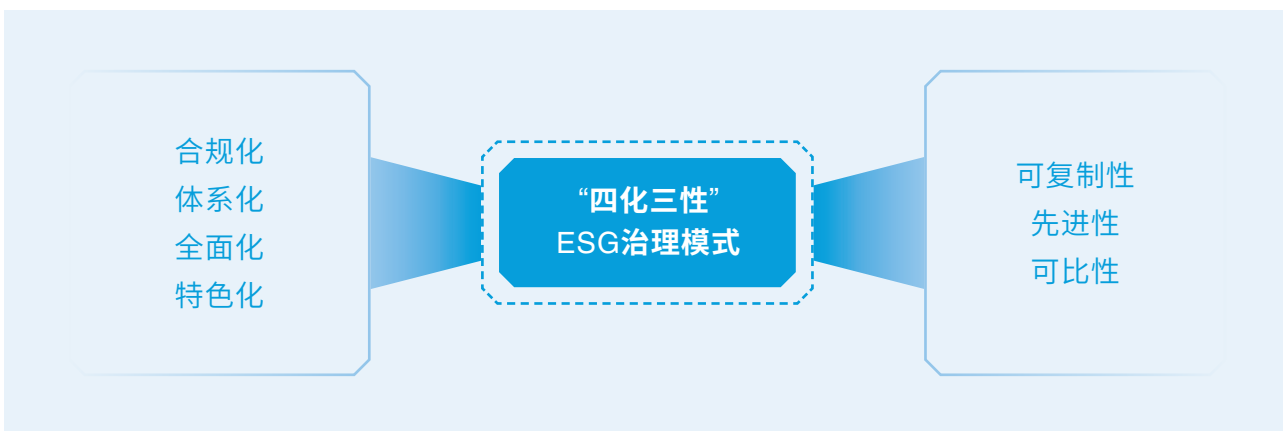 合规化
体系化
全面化
特色化
“四化三性”
ESG治理模式
可复制性
先进性
可比性